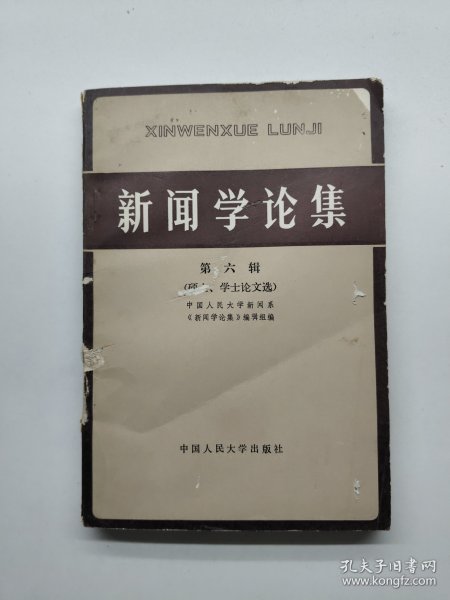 XINWENXUE LUNJI
新闻学论集
第六辑
(硕士、学士论文选)
中国人民大学新闻系
《新闻学论集》编辑组编
中国人民大学出版社
孔夫子旧书网
www.kongfz.com